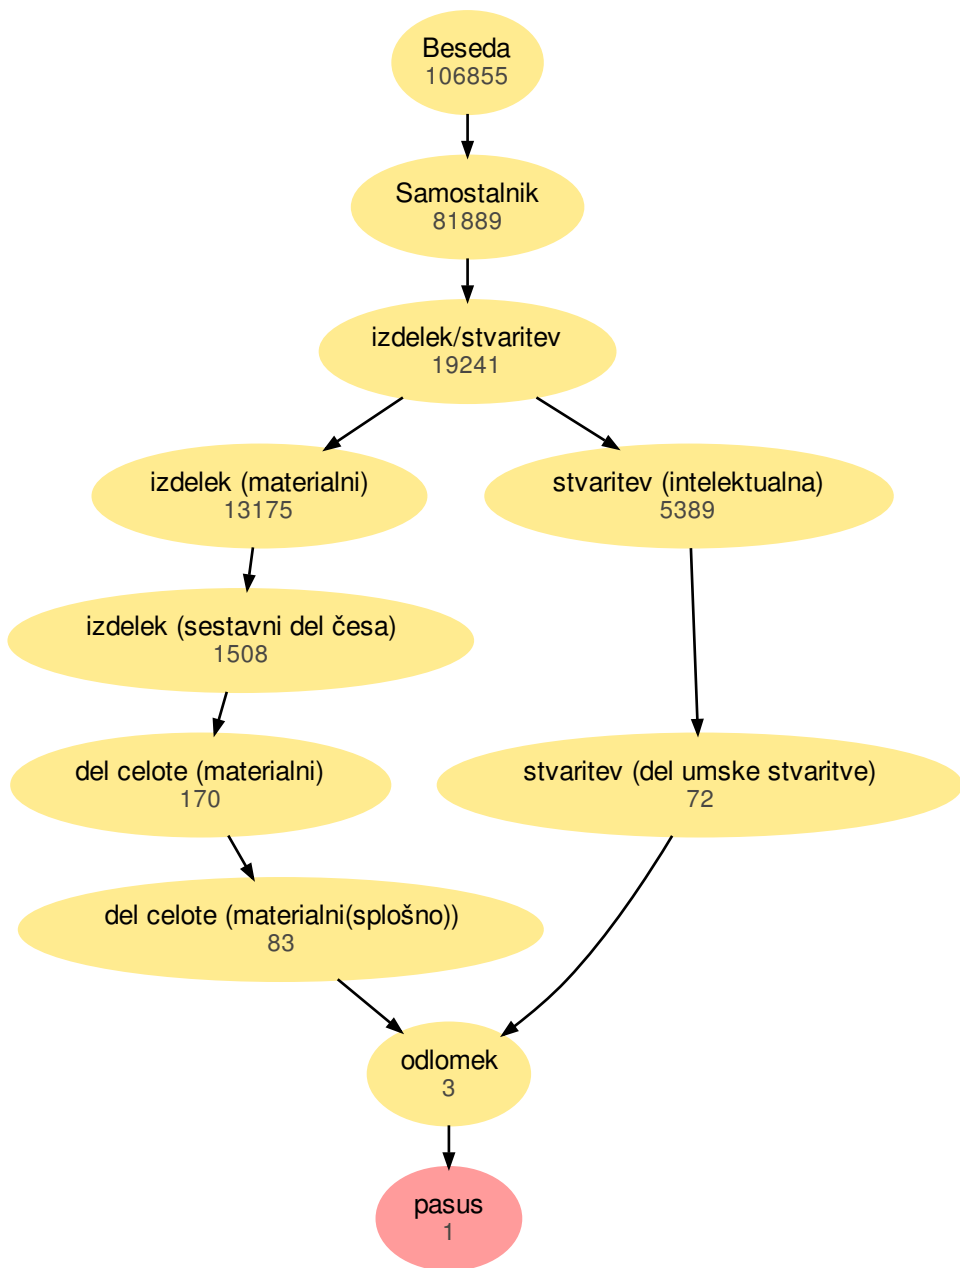 Beseda
106855
Samostalnik
81889
izdelek/stvaritev
19241
izdelek (materialni)
13175
stvaritev (intelektualna)
5389
izdelek (sestavni del česa)
1508
del celote (materialni)
170
stvaritev (del umske stvaritve)
72
del celote (materialni(splošno))
83
odlomek
3
pasus
1